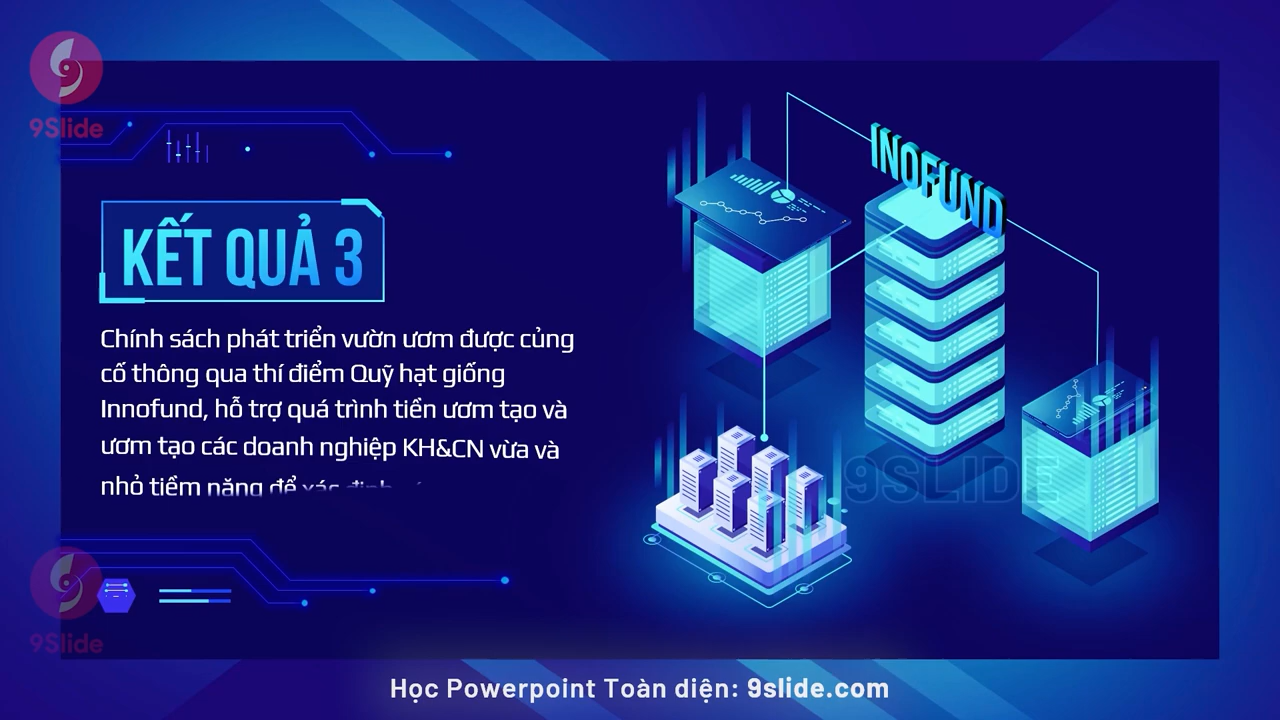 9Slide
INOFUND
KẾT QUẢ 3
Chính sách phát triển vườn ươm được củng
cố thông qua thí điểm Quỹ hạt giống
Innofund, hỗ trợ quá trình tiền ươm tạo và
ươm tạo các doanh nghiệp KH&CN vừa và
nhỏ tiềm năng để xác định
9SLIDE
9Slide
Học Powerpoint Toàn diện: 9slide.com